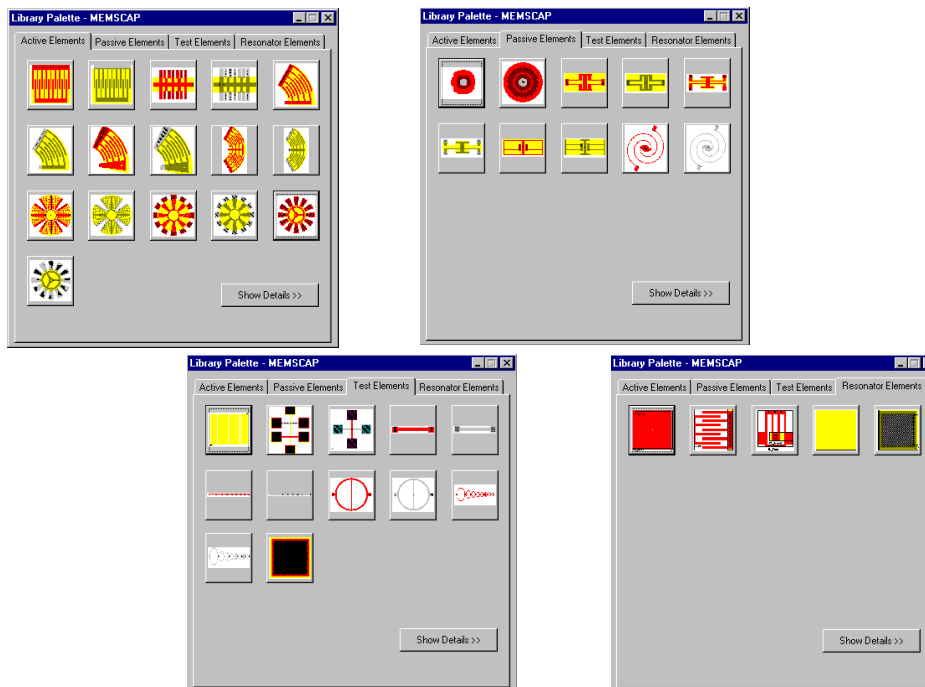 Library Palette - MEMSCAP
Active Elements Passive Elements Test Elements Resonator Elements
Show Details >>
Library Palette - MEMSCAP
Active Elements Passive Elements Test Elements Resonator Elements
Show Details >>
Library Palette - MEMSCAP
Active Elements Passive Elements Test Elements Resonator Elements
Show Details >>
Library Palette - MEMSCAP
Active Elements Passive Elements Test Elements Resonator Elements
Show Details >>